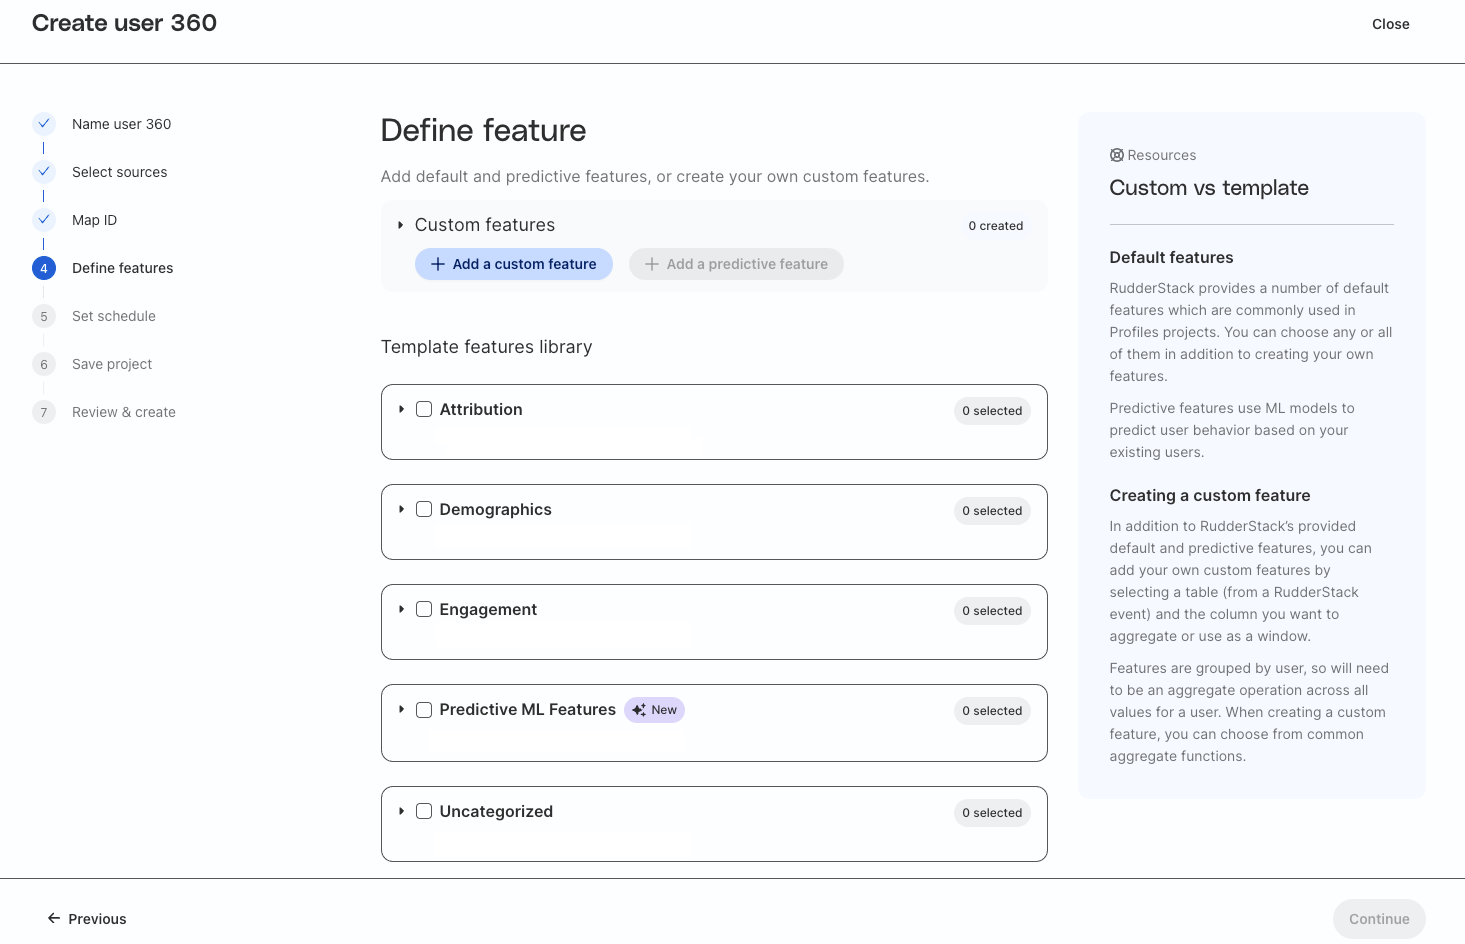 Create user 360
Close
Name user 360
Select sources
Map ID
4 Define features
5 Set schedule
6 Save project
7 Review & create
Define feature
Add default and predictive features, or create your own custom features.
Custom features
0 created
Add a custom feature
Add a predictive feature
Template features library
Attribution
0 selected
Demographics
0 selected
Engagement
0 selected
Predictive ML Features
New
0 selected
Uncategorized
0 selected
Resources
Custom vs template
Default features
RudderStack provides a number of default
features which are commonly used in
Profiles projects. You can choose any or all
of them in addition to creating your own
features.
Predictive features use ML models to
predict user behavior based on your
existing users.
Creating a custom feature
In addition to RudderStack’s provided
default and predictive features, you can
add your own custom features by
selecting a table (from a RudderStack
event) and the column you want to
aggregate or use as a window.
Features are grouped by user, so will need
to be an aggregate operation across all
values for a user. When creating a custom
feature, you can choose from common
aggregate functions.
Previous
Continue